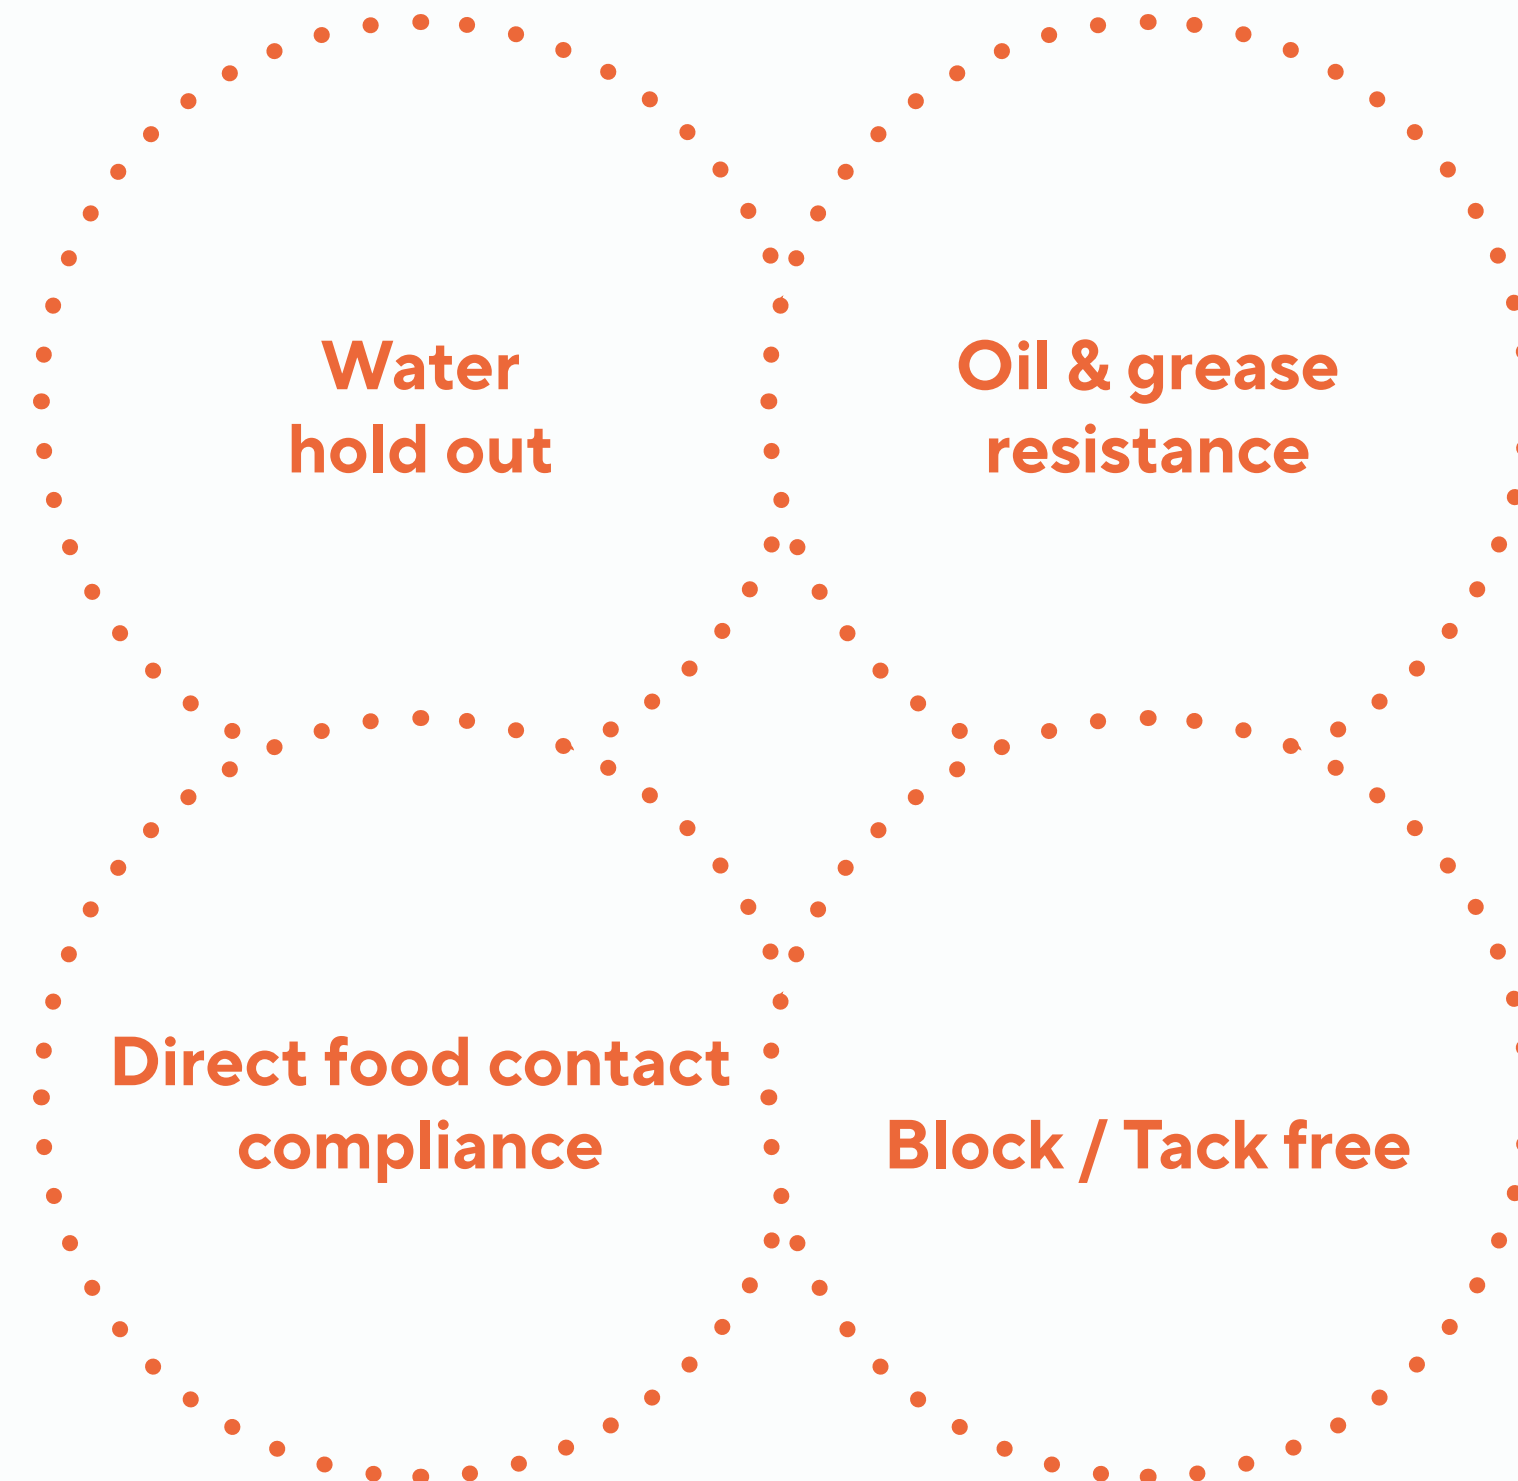 Water
hold out
Oil & grease
resistance
Direct food contact
compliance
Block / Tack free